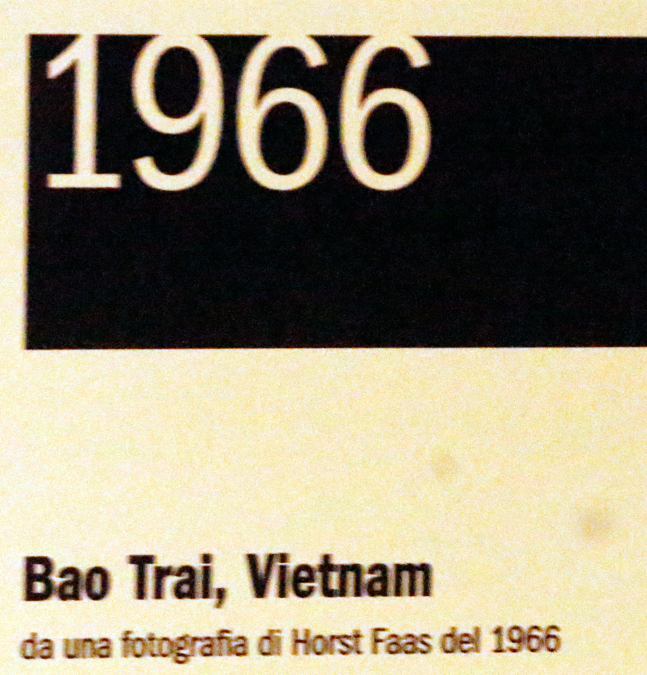 1966
Bao Trai, Vietnam
da una fotografia di Horst Faas del 1966